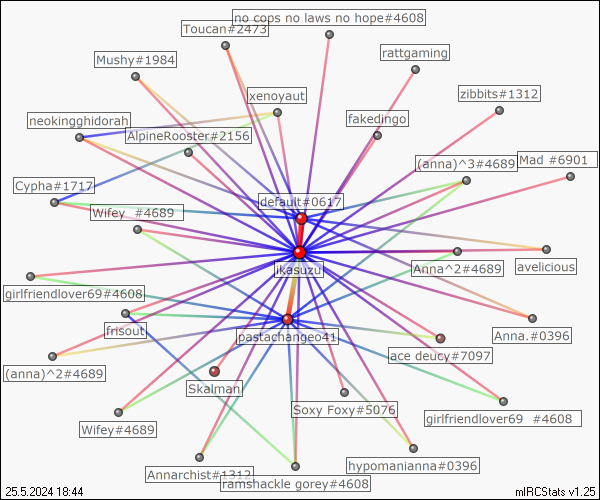 no cops no laws no hope#4608
Toucan#2473
rattgaming
Mushy#1984
zibbits#1312
xenoyaut
neokingghidorah
fakedingo
AlpineRooster#2156
(anna)^3#4689
Mad #6901
Cypha#1717
default#0617
Wifey #4689
ikasuzu
Anna^2#4689
avelicious
girlfriendlover69#4608
frisout
pastachangeo41
Anna.#0396
ace deucy#7097
(anna)^2#4689
Skalman
Soxy Foxy#5076
girlfriendlover69 #4608
Wifey#4689
hypomanianna#0396
Annarchist#1312
ramshackle gorey#4608
25.5.2024 18:44
mIRCStats v1.25